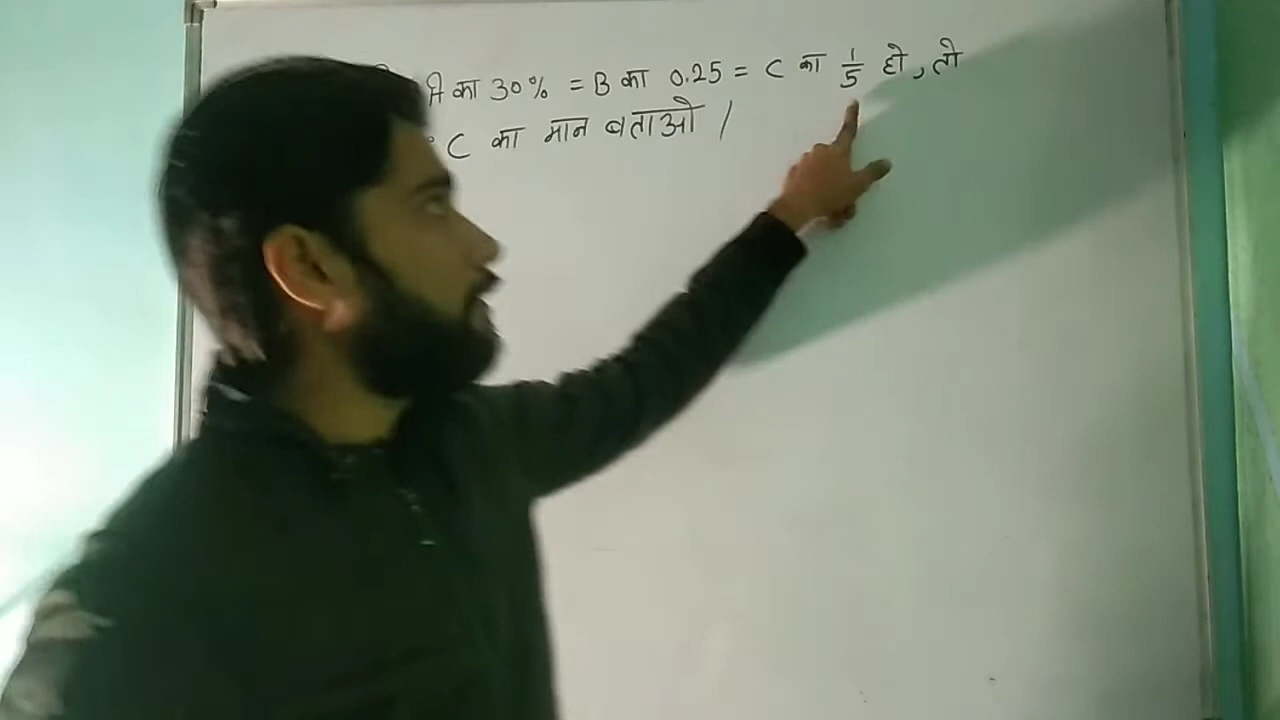 A का 30% = B का 0.25 = C का 1/5 हो, तो
: C का मान बताओ /